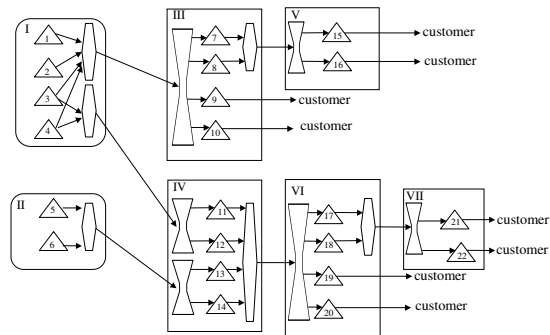 I
1
2
3
4
II
5
6
III
7
8
9
customer
10
customer
V
15
customer
16
customer
IV
11
12
13
14
VI
17
18
19
customer
20
customer
VII
21
customer
22
customer